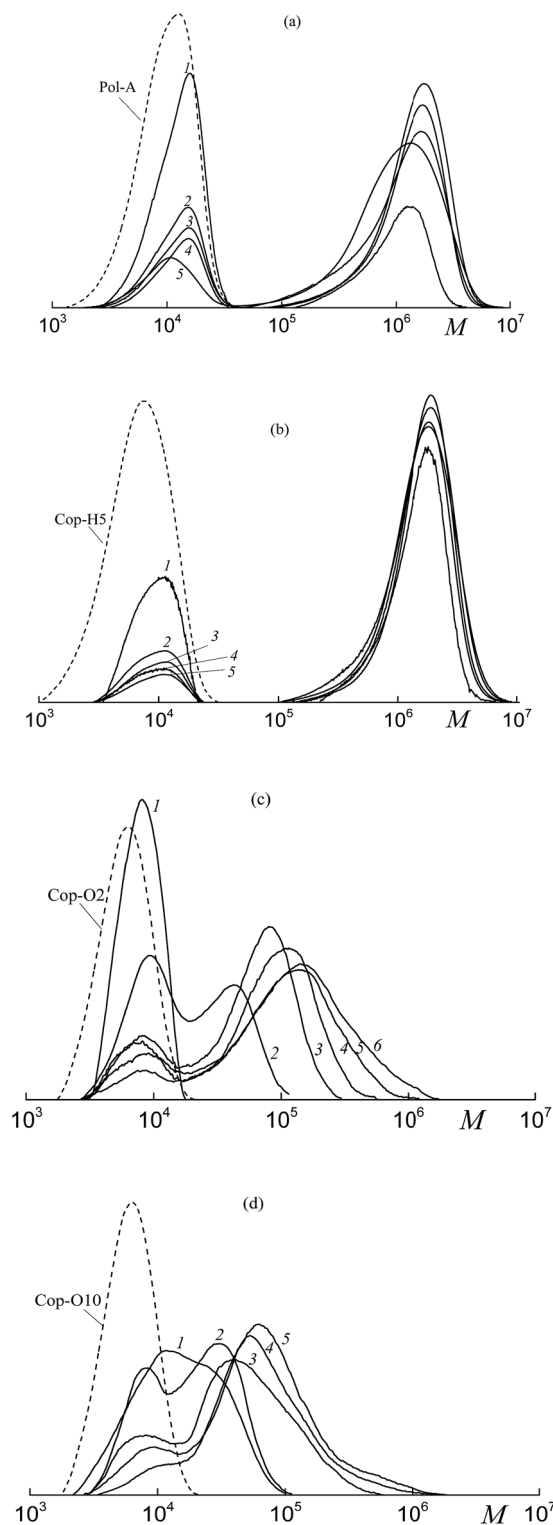 (a)
Pol-A
1
2
3
4
5
10³ 10⁴ 10⁵ 10⁶ M 10⁷
(b)
Cop-H5
1
2 3
4
5
10³ 10⁴ 10⁵ 10⁶ M 10⁷
(c)
1
Cop-O2
2 3 4 5 6
10³ 10⁴ 10⁵ 10⁶ M 10⁷
(d)
Cop-O10
1 2 3 4 5
10³ 10⁴ 10⁵ 10⁶ M 10⁷